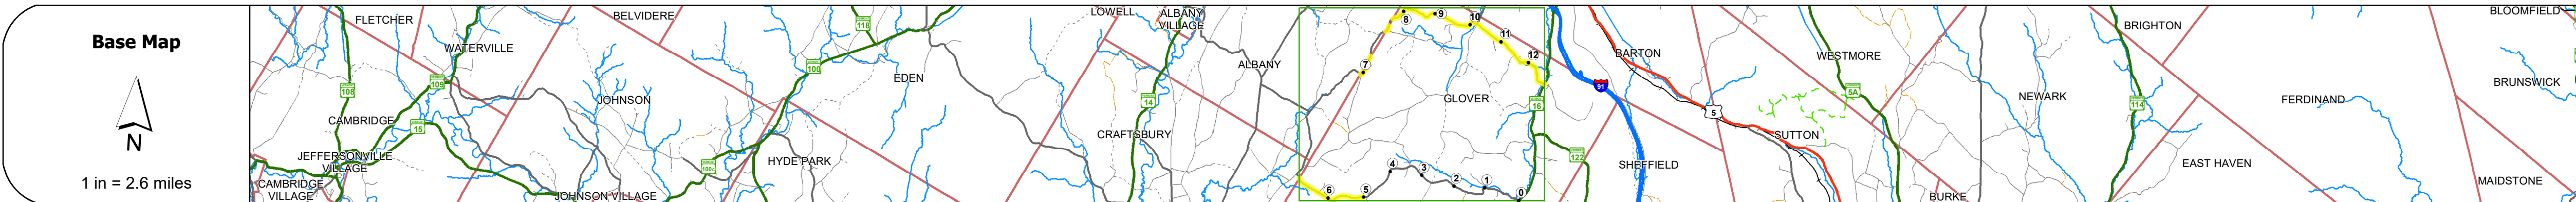 Base Map
N
1 in = 2.6 miles
FLETCHER
WATERVILLE
108
109
15
CAMBRIDGE
JEFFERSONVILLE
VILLAGE
CAMBRIDGE
VILLAGE
BELVIDERE
JOHNSON
JOHNSON VILLAGE
118
100
EDEN
HYDE PARK
100C
LOWELL
ALBANY
VILLAGE
14
CRAFTSBURY
ALBANY
8
9
10
11
12
7
GLOVER
16
4
3
2
1
0
6
5
91
BARTON
122
SHEFFIELD
5
WESTMORE
5A
SUTTON
NEWARK
BURKE
BRIGHTON
114
EAST HAVEN
FERDINAND
BLOOMFIELD
BRUNSWICK
MAIDSTONE